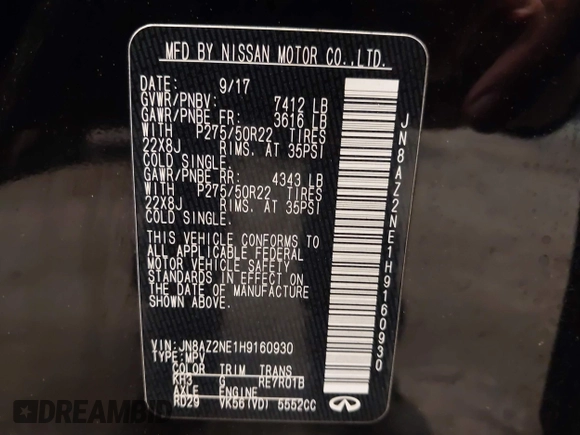 MFD BY NISSAN MOTOR CO.,LTD.
DATE: 9/17
GVWR/PNBV: 7412 LB
GAWR/PNBE FR: 3616 LB
WITH P275/50R22 TIRES
22X8J RIMS. AT 35PSI
COLD SINGLE.
GAWR/PNBE RR: 4343 LB
WITH P275/50R22 TIRES
22X8J RIMS. AT 35PSI
COLD SINGLE.
THIS VEHICLE CONFORMS TO
ALL APPLICABLE FEDERAL
MOTOR VEHICLE SAFETY
STANDARDS IN EFFECT ON
THE DATE OF MANUFACTURE
SHOWN ABOVE.
VIN: JN8AZ2NE1H9160930
TYPE: MPV
COLOR TRIM TRANS
KH3 G RE7R01B
AXLE ENGINE
RD29 VK56(VD) 5552CC
JN8AZ2NE1H9160930
DREAMBID